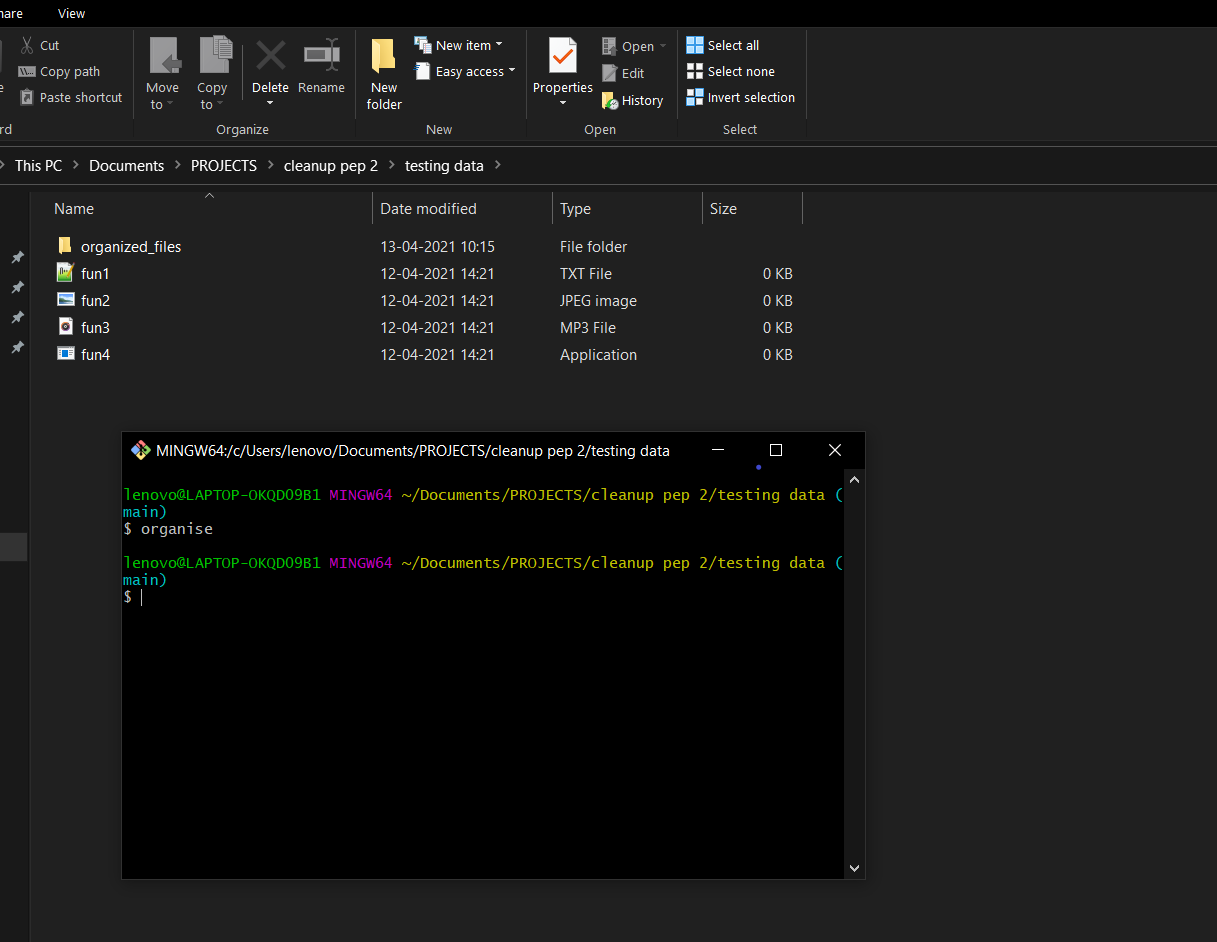 hare View
Cut
Copy path
Paste shortcut
Move to
Copy to
Delete
Rename
New folder
New item
Easy access
Properties
Open
Edit
History
Select all
Select none
Invert selection
rd Organize New Open Select
This PC Documents PROJECTS cleanup pep 2 testing data
Name Date modified Type Size
organized_files 13-04-2021 10:15 File folder
fun1 12-04-2021 14:21 TXT File 0 KB
fun2 12-04-2021 14:21 JPEG image 0 KB
fun3 12-04-2021 14:21 MP3 File 0 KB
fun4 12-04-2021 14:21 Application 0 KB
MINGW64:/c/Users/lenovo/Documents/PROJECTS/cleanup pep 2/testing data
lenovo@LAPTOP-OKQDO9B1 MINGW64 ~/Documents/PROJECTS/cleanup pep 2/testing data (
main)
$ organise
lenovo@LAPTOP-OKQDO9B1 MINGW64 ~/Documents/PROJECTS/cleanup pep 2/testing data (
main)
$